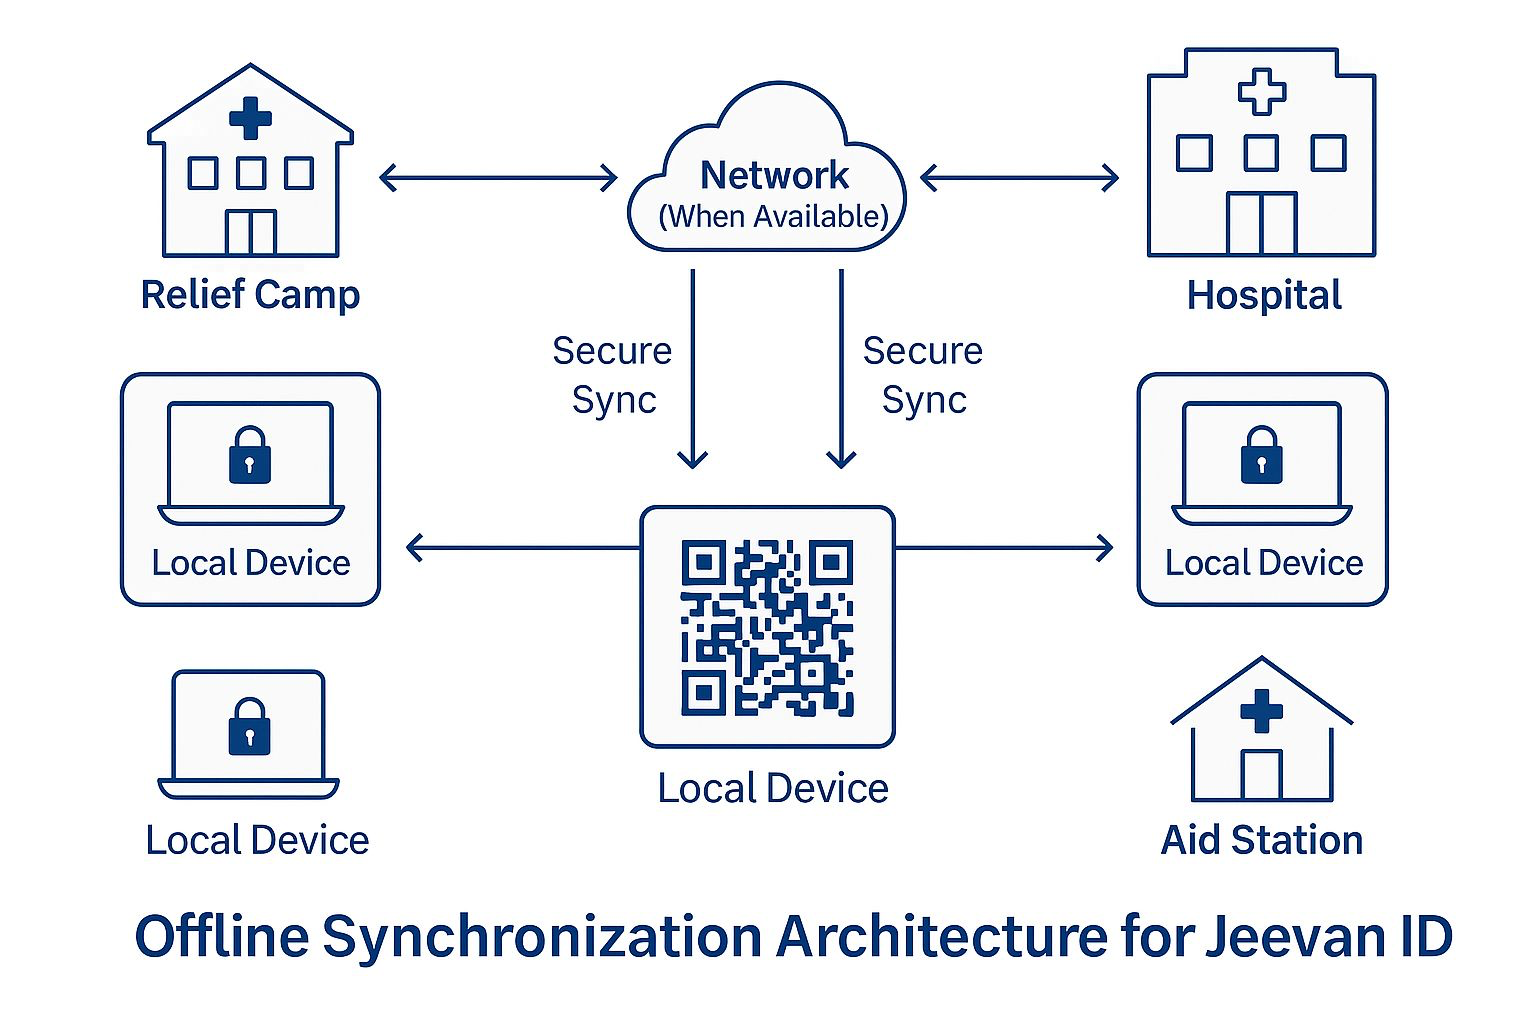 Network
(When Available)
Relief Camp
Hospital
Secure
Sync
Secure
Sync
Local Device
Local Device
Local Device
Local Device
Aid Station
Offline Synchronization Architecture for Jeevan ID